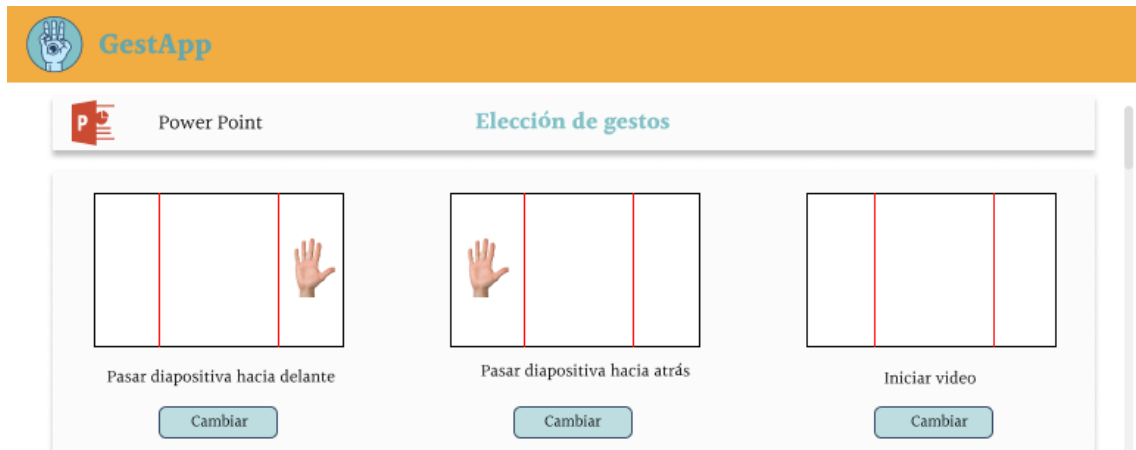 GestApp
Power Point
Elección de gestos
Pasar diapositiva hacia delante
Pasar diapositiva hacia atrás
Iniciar video
Cambiar
Cambiar
Cambiar